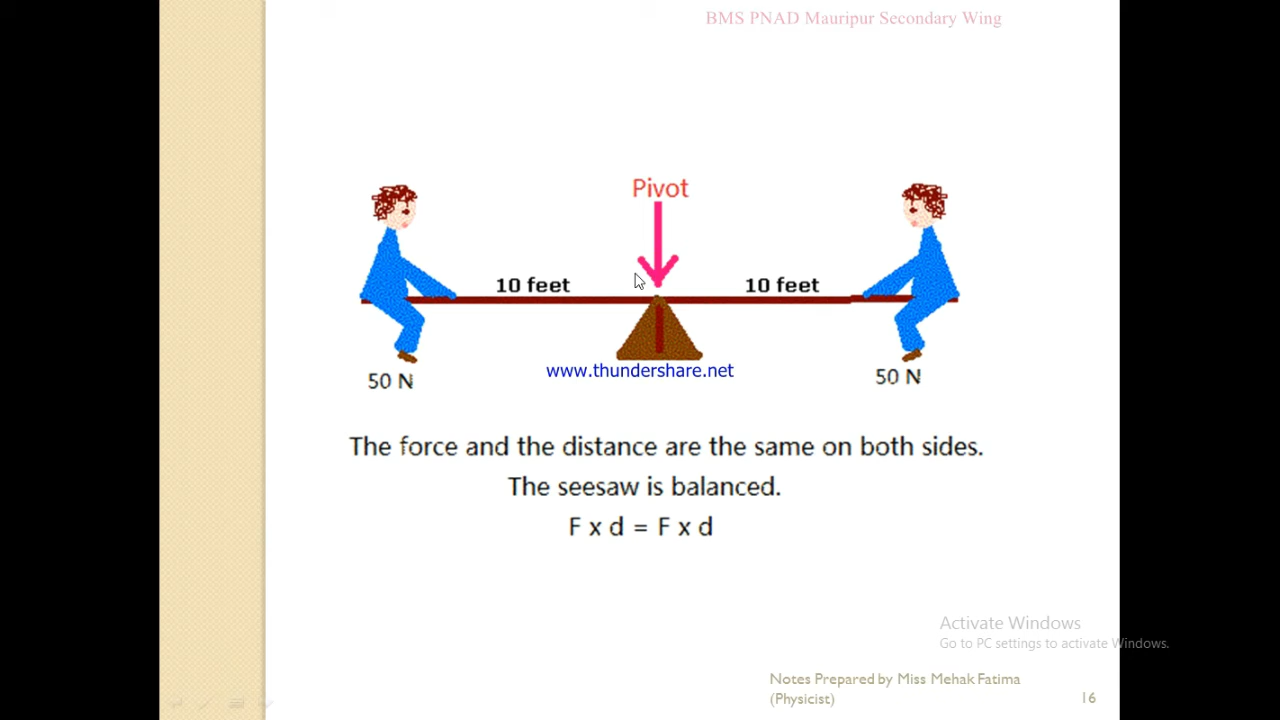 BMS PNAD Mauripur Secondary Wing
Pivot
10 feet
10 feet
www.thundershare.net
50 N
50 N
The force and the distance are the same on both sides.
The seesaw is balanced.
F x d = F x d
Activate Windows
Go to PC settings to activate Windows.
Notes Prepared by Miss Mehak Fatima
(Physicist)
16